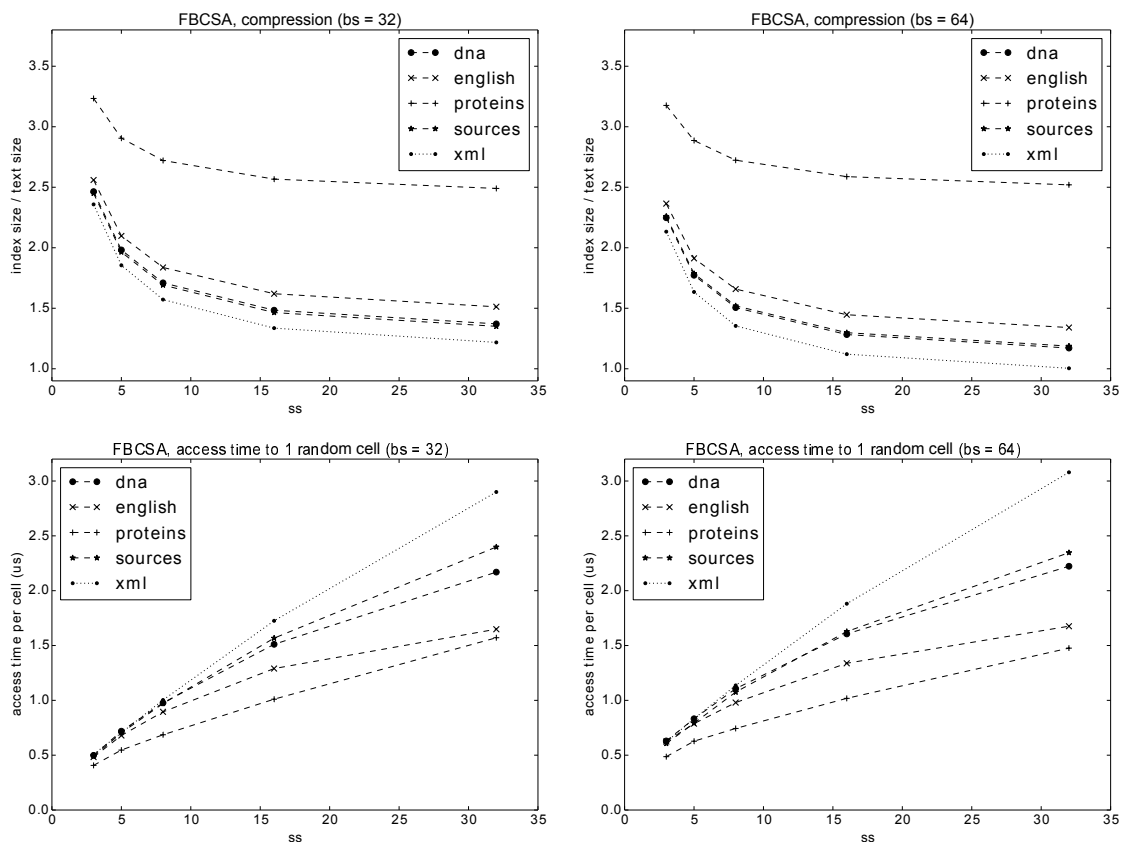 FBCSA, compression (bs = 32)
3.5
3.0
2.5
2.0
1.5
1.0
index size / text size
dna
english
proteins
sources
xml
0 5 10 15 20 25 30 35
ss
FBCSA, compression (bs = 64)
3.5
3.0
2.5
2.0
1.5
1.0
index size / text size
dna
english
proteins
sources
xml
0 5 10 15 20 25 30 35
ss
FBCSA, access time to 1 random cell (bs = 32)
3.0
2.5
2.0
1.5
1.0
0.5
0.0
access time per cell (us)
dna
english
proteins
sources
xml
0 5 10 15 20 25 30 35
ss
FBCSA, access time to 1 random cell (bs = 64)
3.0
2.5
2.0
1.5
1.0
0.5
0.0
access time per cell (us)
dna
english
proteins
sources
xml
0 5 10 15 20 25 30 35
ss